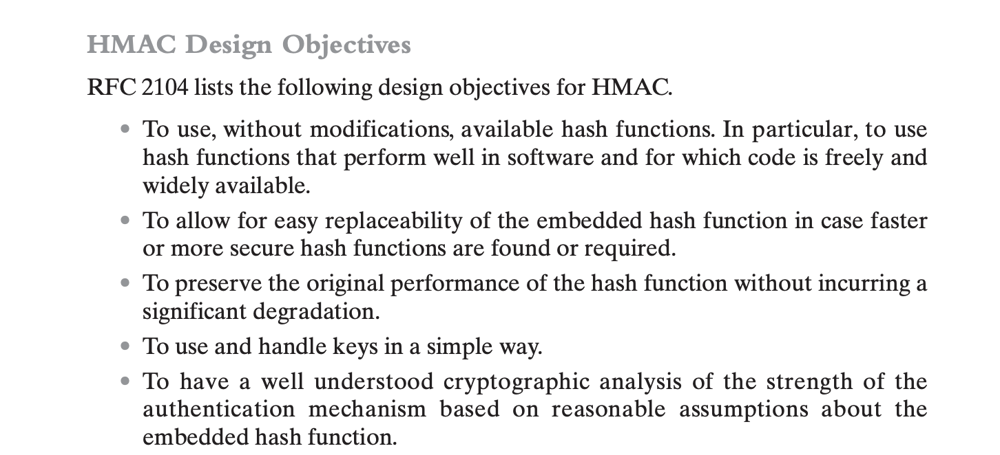 HMAC Design Objectives
RFC 2104 lists the following design objectives for HMAC.
• To use, without modifications, available hash functions. In particular, to use
hash functions that perform well in software and for which code is freely and
widely available.
• To allow for easy replaceability of the embedded hash function in case faster
or more secure hash functions are found or required.
• To preserve the original performance of the hash function without incurring a
significant degradation.
• To use and handle keys in a simple way.
• To have a well understood cryptographic analysis of the strength of the
authentication mechanism based on reasonable assumptions about the
embedded hash function.